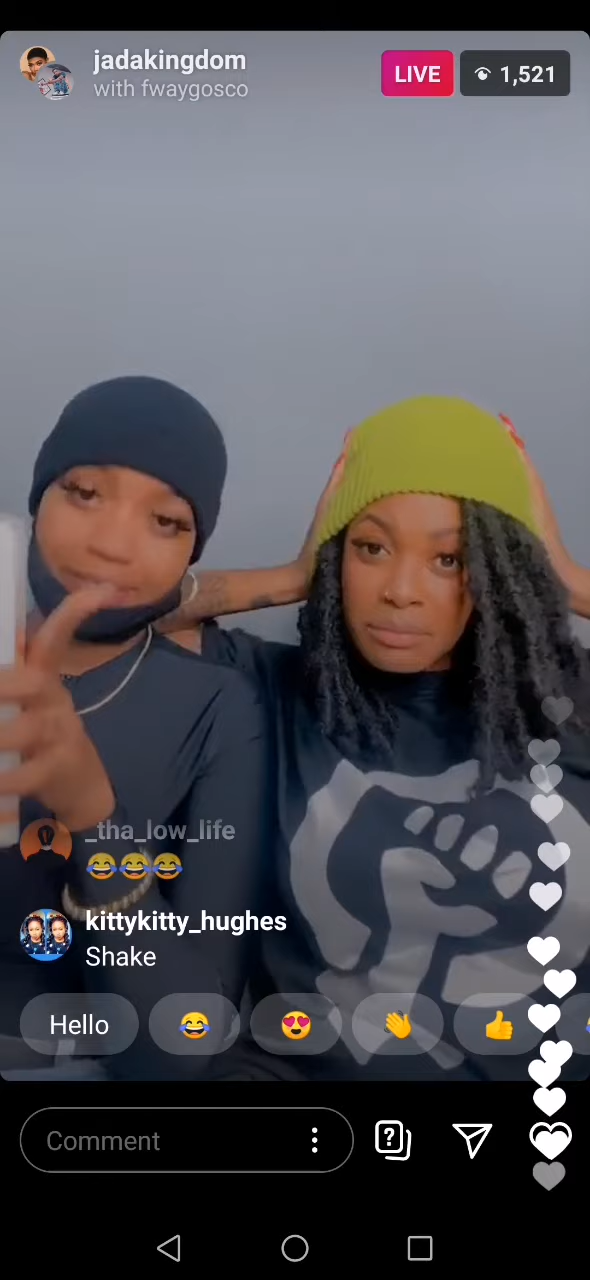 jadakingdom
with fwaygosco
LIVE
1,521
_tha_low_life
😂😂😂
kittykitty_hughes
Shake
Hello 😂 😍 👋 👍
Comment
?